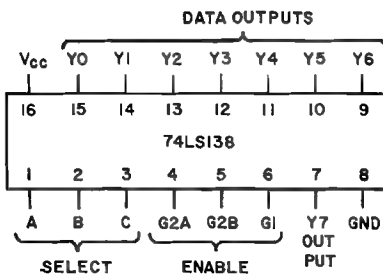 DATA OUTPUTS
Vcc Y0 Y1 Y2 Y3 Y4 Y5 Y6
16 15 14 13 12 11 10 9
74LS138
1 2 3 4 5 6 7 8
A B C G2A G2B G1 Y7 GND
OUT
PUT
SELECT ENABLE